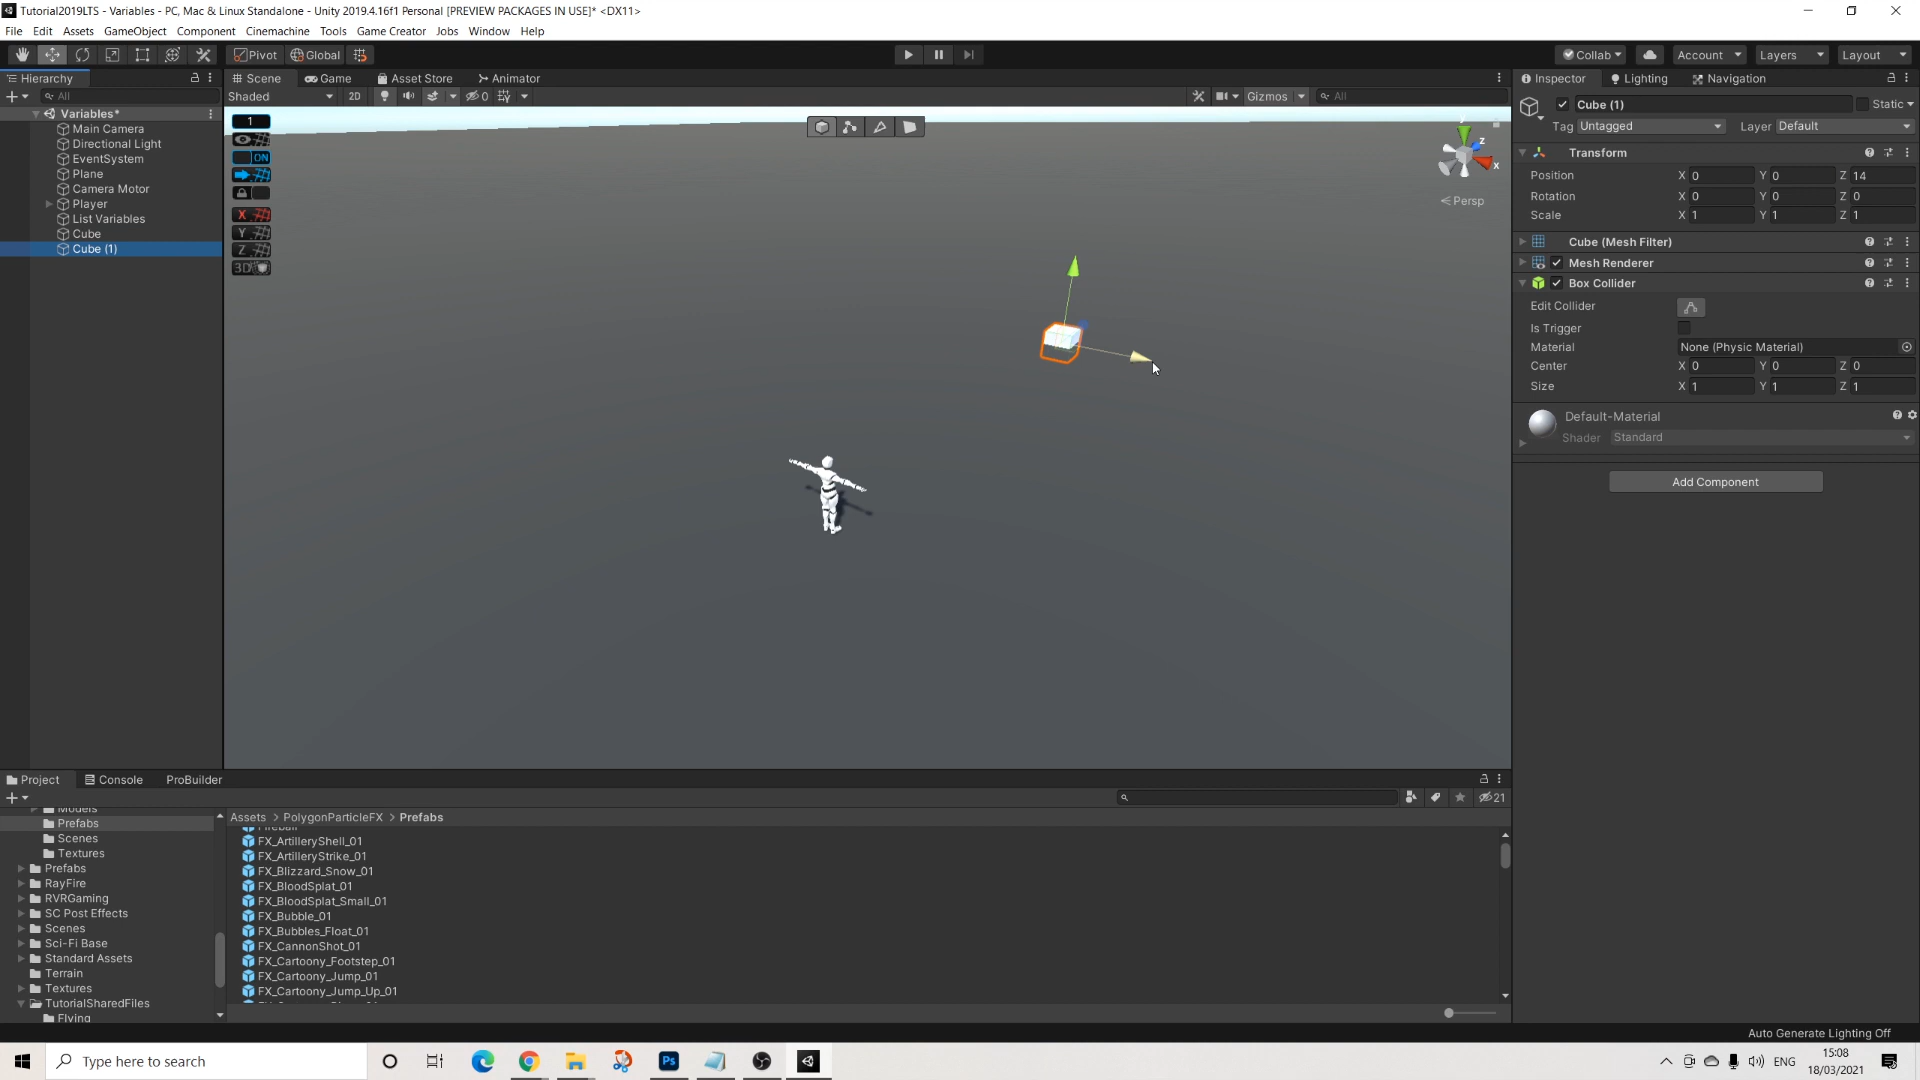 Tutorial2019LTS - Variables - PC, Mac & Linux Standalone - Unity 2019.4.16f1 Personal [PREVIEW PACKAGES IN USE]* <DX11>
File Edit Assets GameObject Component Cinemachine Tools Game Creator Jobs Window Help
Pivot Global Collab Account Layers Layout
Hierarchy
All
Variables*
Main Camera
Directional Light
EventSystem
Plane
Camera Motor
Player
List Variables
Cube
Cube (1)
Scene Game Asset Store Animator
Shaded 2D 0 Gizmos All
1
ON
X
Y
Z
3D
y
z
x
Persp
Inspector Lighting Navigation
Cube (1) Static
Tag Untagged Layer Default
Transform
Position X 0 Y 0 Z 14
Rotation X 0 Y 0 Z 0
Scale X 1 Y 1 Z 1
Cube (Mesh Filter)
Mesh Renderer
Box Collider
Edit Collider
Is Trigger
Material None (Physic Material)
Center X 0 Y 0 Z 0
Size X 1 Y 1 Z 1
Default-Material
Shader Standard
Add Component
Project Console ProBuilder
21
Models
Prefabs
Scenes
Textures
Prefabs
RayFire
RVRGaming
SC Post Effects
Scenes
Sci-Fi Base
Standard Assets
Terrain
Textures
TutorialSharedFiles
Flying
Assets > PolygonParticleFX > Prefabs
Fireball
FX_ArtilleryShell_01
FX_ArtilleryStrike_01
FX_Blizzard_Snow_01
FX_BloodSplat_01
FX_BloodSplat_Small_01
FX_Bubble_01
FX_Bubbles_Float_01
FX_CannonShot_01
FX_Cartoony_Footstep_01
FX_Cartoony_Jump_01
FX_Cartoony_Jump_Up_01
Auto Generate Lighting Off
Type here to search
Ps
ENG
15:08
18/03/2021